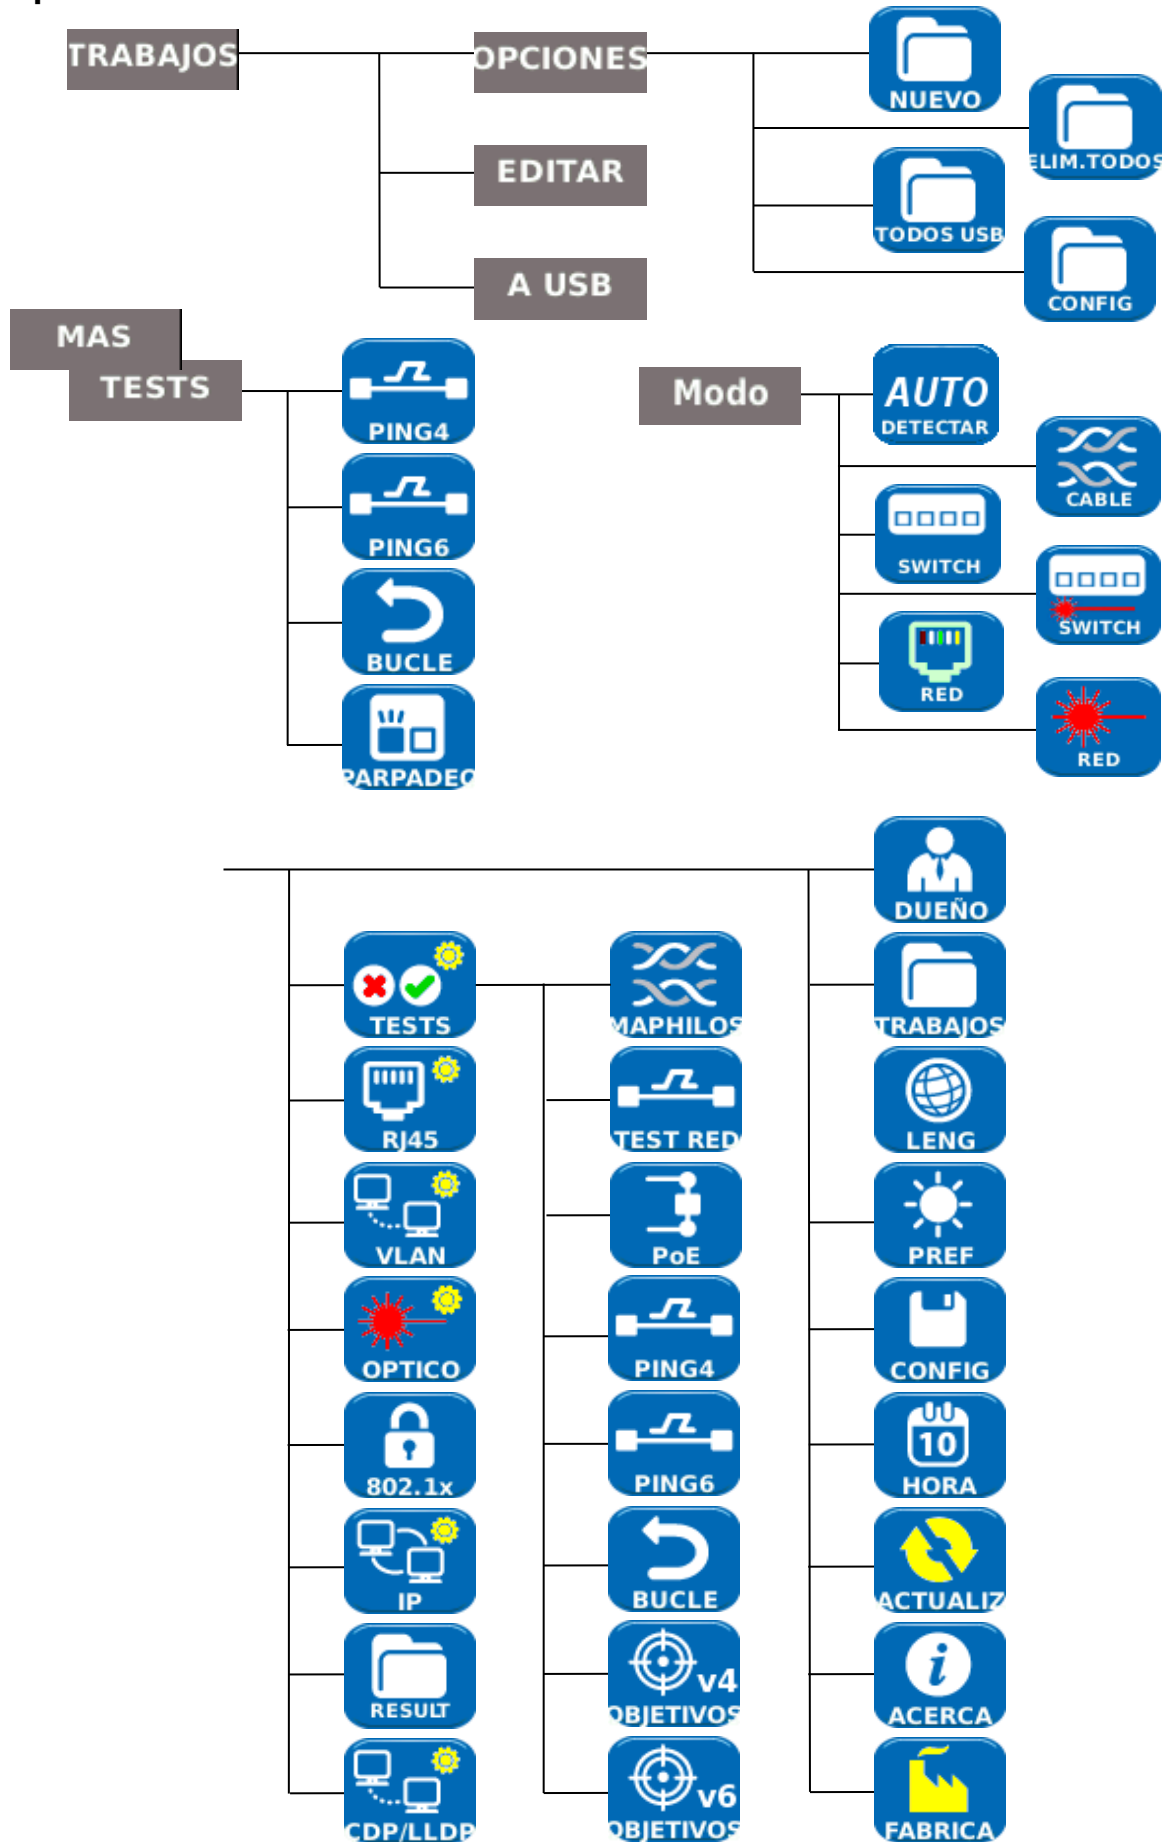 TRABAJOS
OPCIONES
NUEVO
ELIM.TODOS
EDITAR
TODOS USB
A USB
CONFIG
MAS
TESTS
PING4
PING6
BUCLE
PARPADEO
Modo
AUTO
DETECTAR
CABLE
SWITCH
SWITCH
RED
RED
DUEÑO
TESTS
MAPHILOS
TRABAJOS
RJ45
TEST RED
LENG
VLAN
PoE
PREF
OPTICO
PING4
CONFIG
802.1x
PING6
10
HORA
IP
BUCLE
ACTUALIZ
RESULT
v4
OBJETIVOS
i
ACERCA
CDP/LLDP
v6
OBJETIVOS
FABRICA